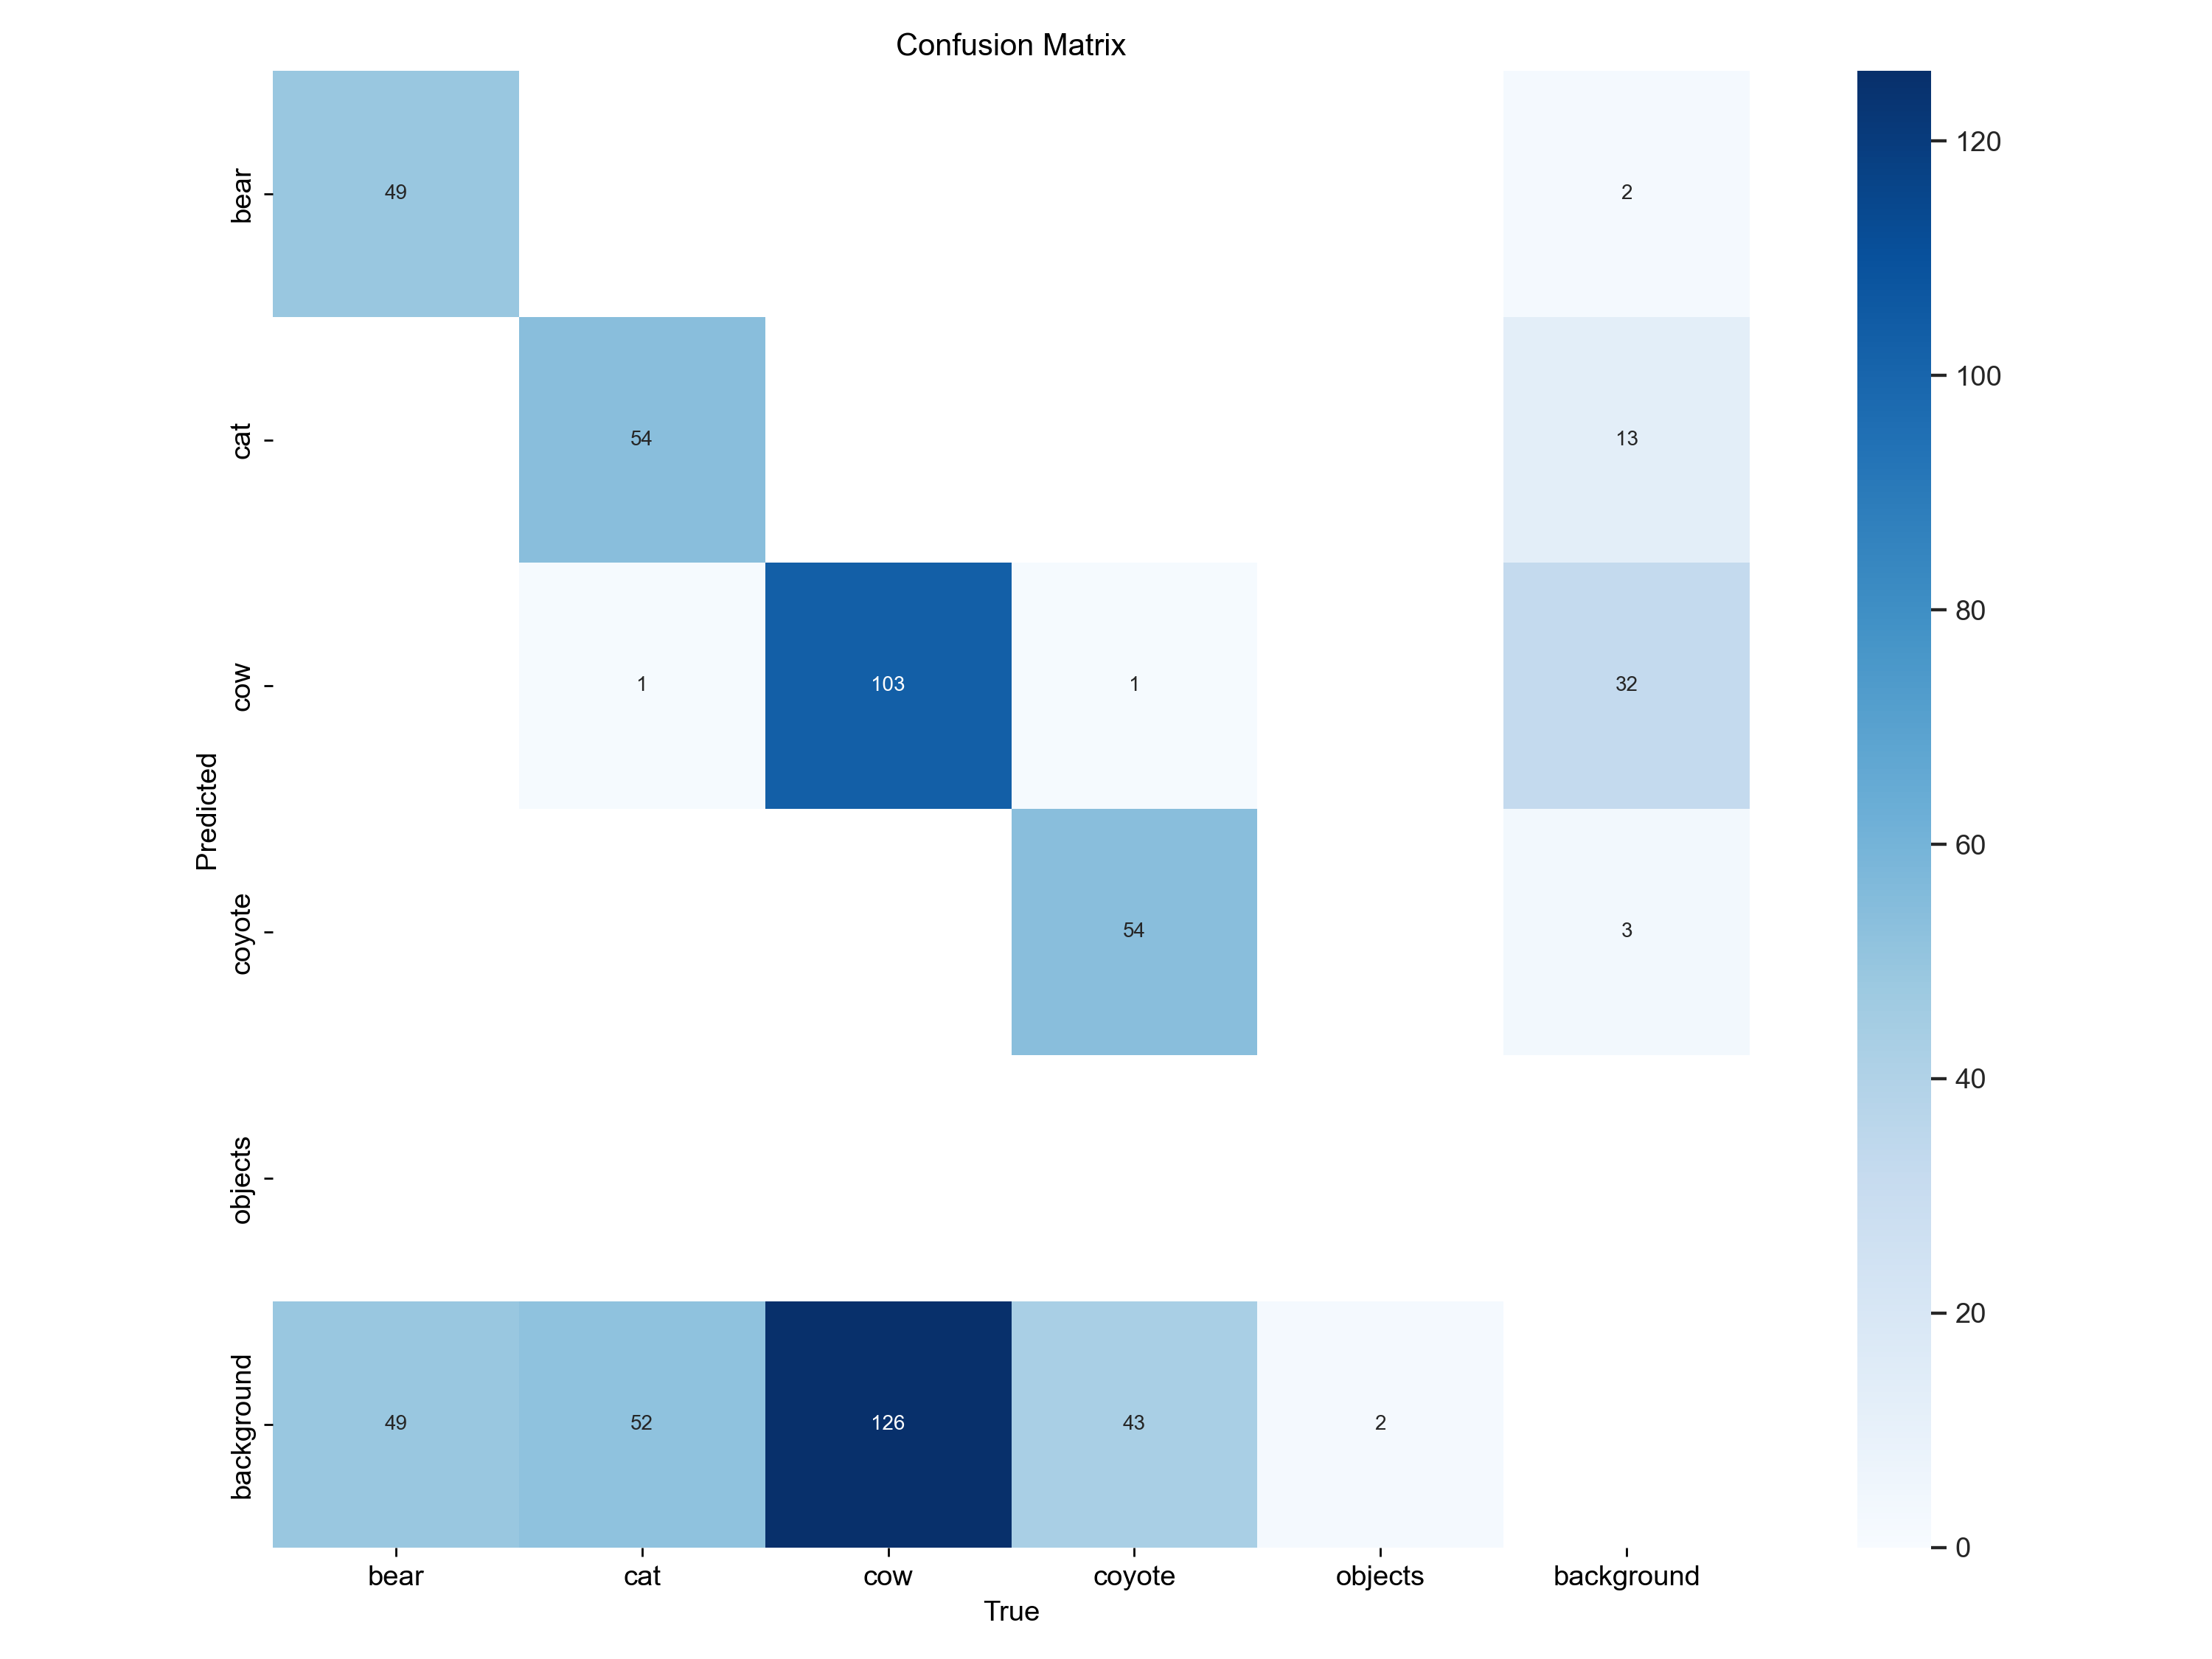 Confusion Matrix
bear
49
2
120
cat
54
13
100
cow
1
103
1
32
80
Predicted
coyote
54
3
60
objects
40
background
49
52
126
43
2
20
0
bear
cat
cow
coyote
objects
background
True